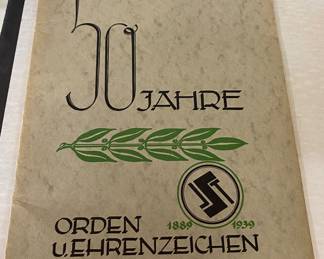 50 JAHRE
1889 1939
ORDEN
U. EHRENZEICHEN